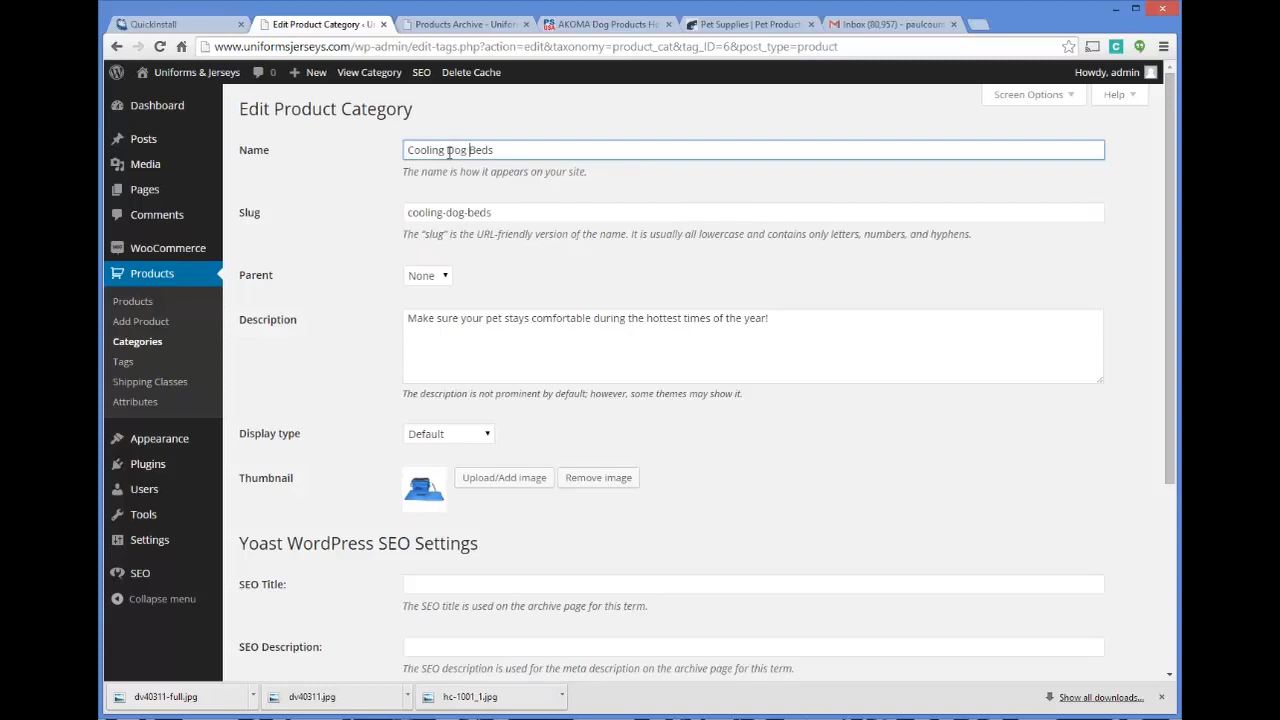 QuickInstall
Edit Product Category ‹ U
Products Archive - Unifor
AKOMA Dog Products H
Pet Supplies | Pet Product
Inbox (80,957) - paulcoun
www.uniformsjerseys.com/wp-admin/edit-tags.php?action=edit&taxonomy=product_cat&tag_ID=6&post_type=product
Uniforms & Jerseys 0 New View Category SEO Delete Cache Howdy, admin
Dashboard
Posts
Media
Pages
Comments
WooCommerce
Products
Products
Add Product
Categories
Tags
Shipping Classes
Attributes
Appearance
Plugins
Users
Tools
Settings
SEO
Collapse menu
Screen Options Help
Edit Product Category
Name Cooling Dog Beds
The name is how it appears on your site.
Slug cooling-dog-beds
The “slug” is the URL-friendly version of the name. It is usually all lowercase and contains only letters, numbers, and hyphens.
Parent None
Description Make sure your pet stays comfortable during the hottest times of the year!
The description is not prominent by default; however, some themes may show it.
Display type Default
Thumbnail Upload/Add image Remove image
Yoast WordPress SEO Settings
SEO Title:
The SEO title is used on the archive page for this term.
SEO Description:
The SEO description is used for the meta description on the archive page for this term.
dv40311-full.jpg dv40311.jpg hc-1001_1.jpg Show all downloads...